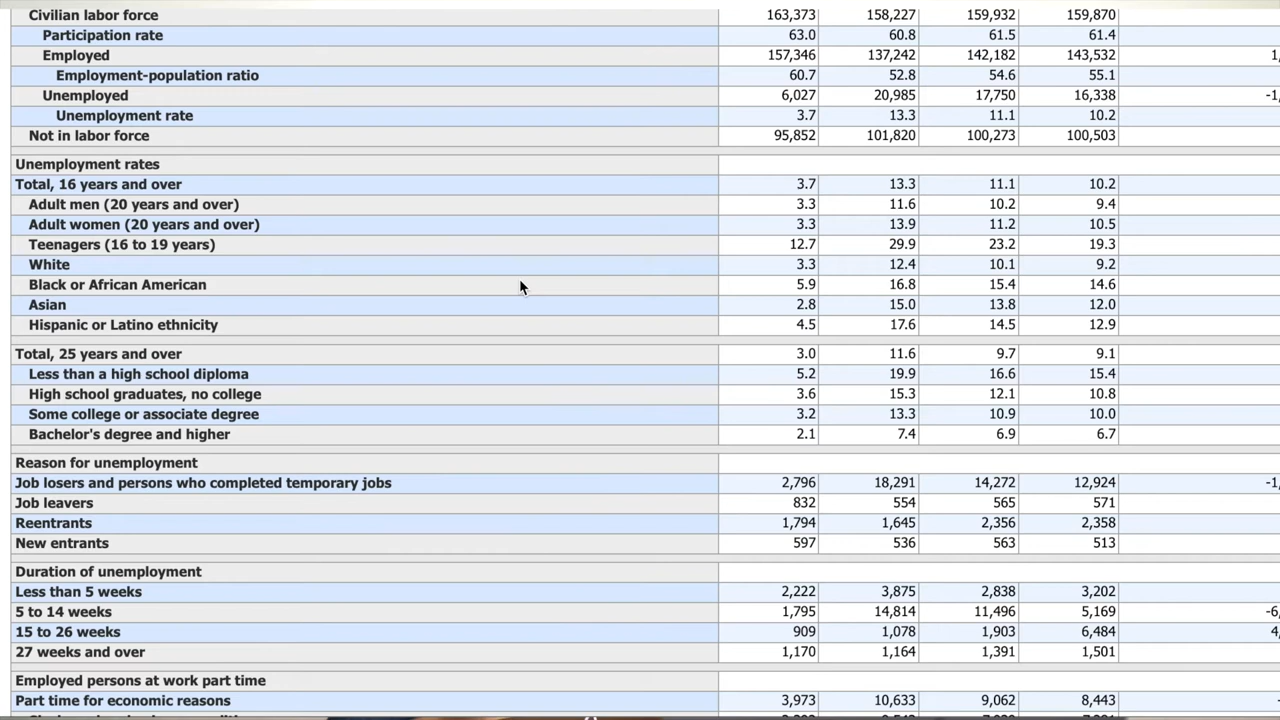 Civilian labor force 163,373 158,227 159,932 159,870
Participation rate 63.0 60.8 61.5 61.4
Employed 157,346 137,242 142,182 143,532 1,
Employment-population ratio 60.7 52.8 54.6 55.1
Unemployed 6,027 20,985 17,750 16,338 -1,
Unemployment rate 3.7 13.3 11.1 10.2
Not in labor force 95,852 101,820 100,273 100,503
Unemployment rates
Total, 16 years and over 3.7 13.3 11.1 10.2
Adult men (20 years and over) 3.3 11.6 10.2 9.4
Adult women (20 years and over) 3.3 13.9 11.2 10.5
Teenagers (16 to 19 years) 12.7 29.9 23.2 19.3
White 3.3 12.4 10.1 9.2
Black or African American 5.9 16.8 15.4 14.6
Asian 2.8 15.0 13.8 12.0
Hispanic or Latino ethnicity 4.5 17.6 14.5 12.9
Total, 25 years and over 3.0 11.6 9.7 9.1
Less than a high school diploma 5.2 19.9 16.6 15.4
High school graduates, no college 3.6 15.3 12.1 10.8
Some college or associate degree 3.2 13.3 10.9 10.0
Bachelor's degree and higher 2.1 7.4 6.9 6.7
Reason for unemployment
Job losers and persons who completed temporary jobs 2,796 18,291 14,272 12,924 -1,
Job leavers 832 554 565 571
Reentrants 1,794 1,645 2,356 2,358
New entrants 597 536 563 513
Duration of unemployment
Less than 5 weeks 2,222 3,875 2,838 3,202
5 to 14 weeks 1,795 14,814 11,496 5,169 -6,
15 to 26 weeks 909 1,078 1,903 6,484 4,
27 weeks and over 1,170 1,164 1,391 1,501
Employed persons at work part time
Part time for economic reasons 3,973 10,633 9,062 8,443